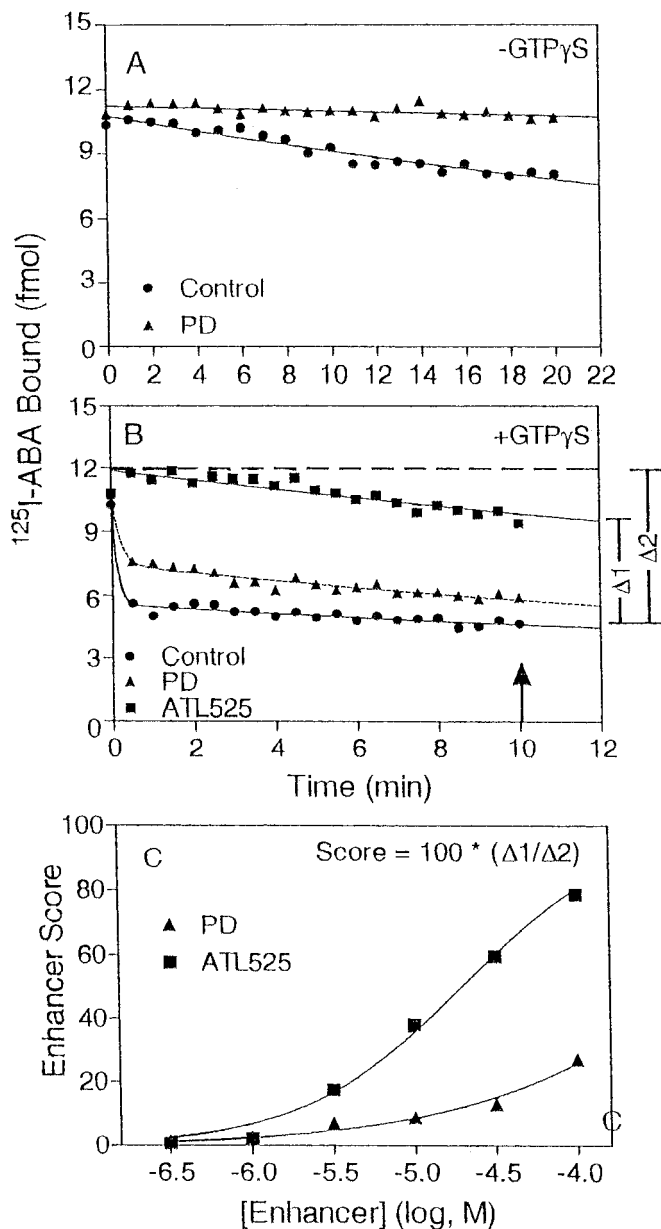 A
-GTPγS
15
12
9
6
3
0
● Control
▲ PD
0 2 4 6 8 10 12 14 16 18 20 22
¹²⁵I-ABA Bound (fmol)
B
+GTPγS
15
12
9
6
3
0
Δ1
Δ2
● Control
▲ PD
■ ATL525
0 2 4 6 8 10 12
Time (min)
C
Score = 100 * (Δ1/Δ2)
100
80
60
40
20
0
▲ PD
■ ATL525
C
Enhancer Score
-6.5 -6.0 -5.5 -5.0 -4.5 -4.0
[Enhancer] (log, M)